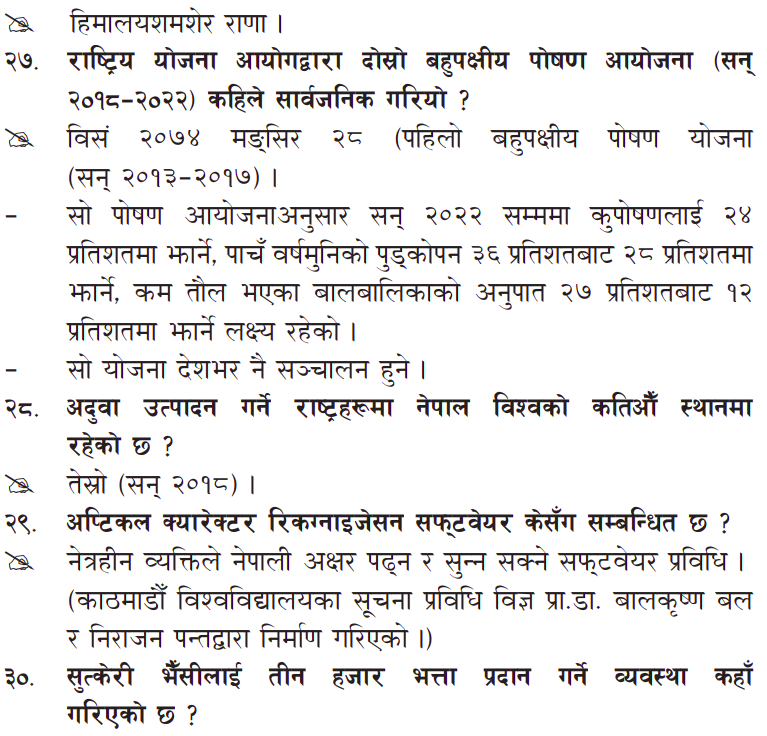 हिमालयशमशेर राणा ।
२७. राष्ट्रिय योजना आयोगद्वारा दोस्रो बहुपक्षीय पोषण आयोजना (सन्
२०१८-२०२२) कहिले सार्वजनिक गरियो ?
विसं २०७४ मङ्सिर २८ (पहिलो बहुपक्षीय पोषण योजना
(सन् २०१३-२०१७) ।
- सो पोषण आयोजनाअनुसार सन् २०२२ सम्ममा कुपोषणलाई २४
प्रतिशतमा झार्ने, पाचँ वर्षमुनिको पुड्कोपन ३६ प्रतिशतबाट २८ प्रतिशतमा
झार्ने, कम तौल भएका बालबालिकाको अनुपात २७ प्रतिशतबाट १२
प्रतिशतमा झार्ने लक्ष्य रहेको ।
- सो योजना देशभर नै सञ्चालन हुने ।
२८. अदुवा उत्पादन गर्ने राष्ट्रहरूमा नेपाल विश्वको कतिऔँ स्थानमा
रहेको छ ?
तेस्रो (सन् २०१८) ।
२९. अप्टिकल क्यारेक्टर रिकग्नाइजेसन सफ्टवेयर केसँग सम्बन्धित छ ?
नेत्रहीन व्यक्तिले नेपाली अक्षर पढ्न र सुन्न सक्ने सफ्टवेयर प्रविधि ।
(काठमाडौँ विश्वविद्यालयका सूचना प्रविधि विज्ञ प्रा.डा. बालकृष्ण बल
र निराजन पन्तद्वारा निर्माण गरिएको ।)
३०. सुत्केरी भैँसीलाई तीन हजार भत्ता प्रदान गर्ने व्यवस्था कहाँ
गरिएको छ ?